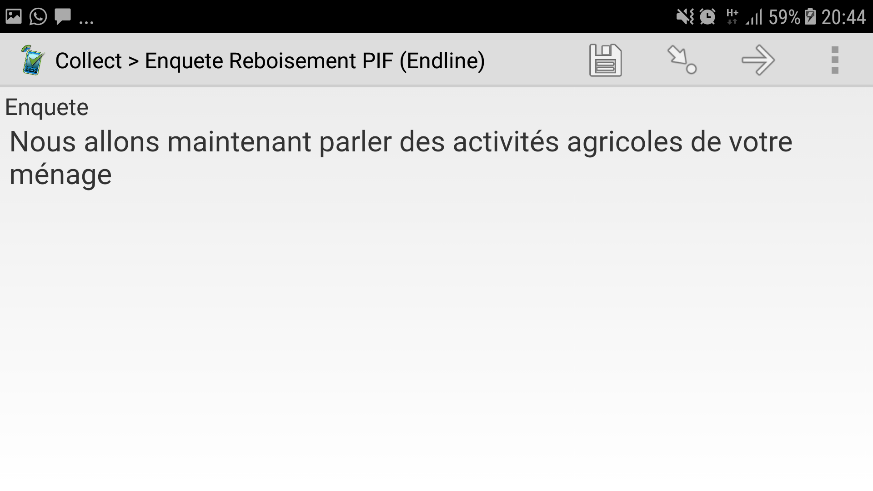 ... H+ 59% 20:44
Collect > Enquete Reboisement PIF (Endline)
Enquete
Nous allons maintenant parler des activités agricoles de votre
ménage